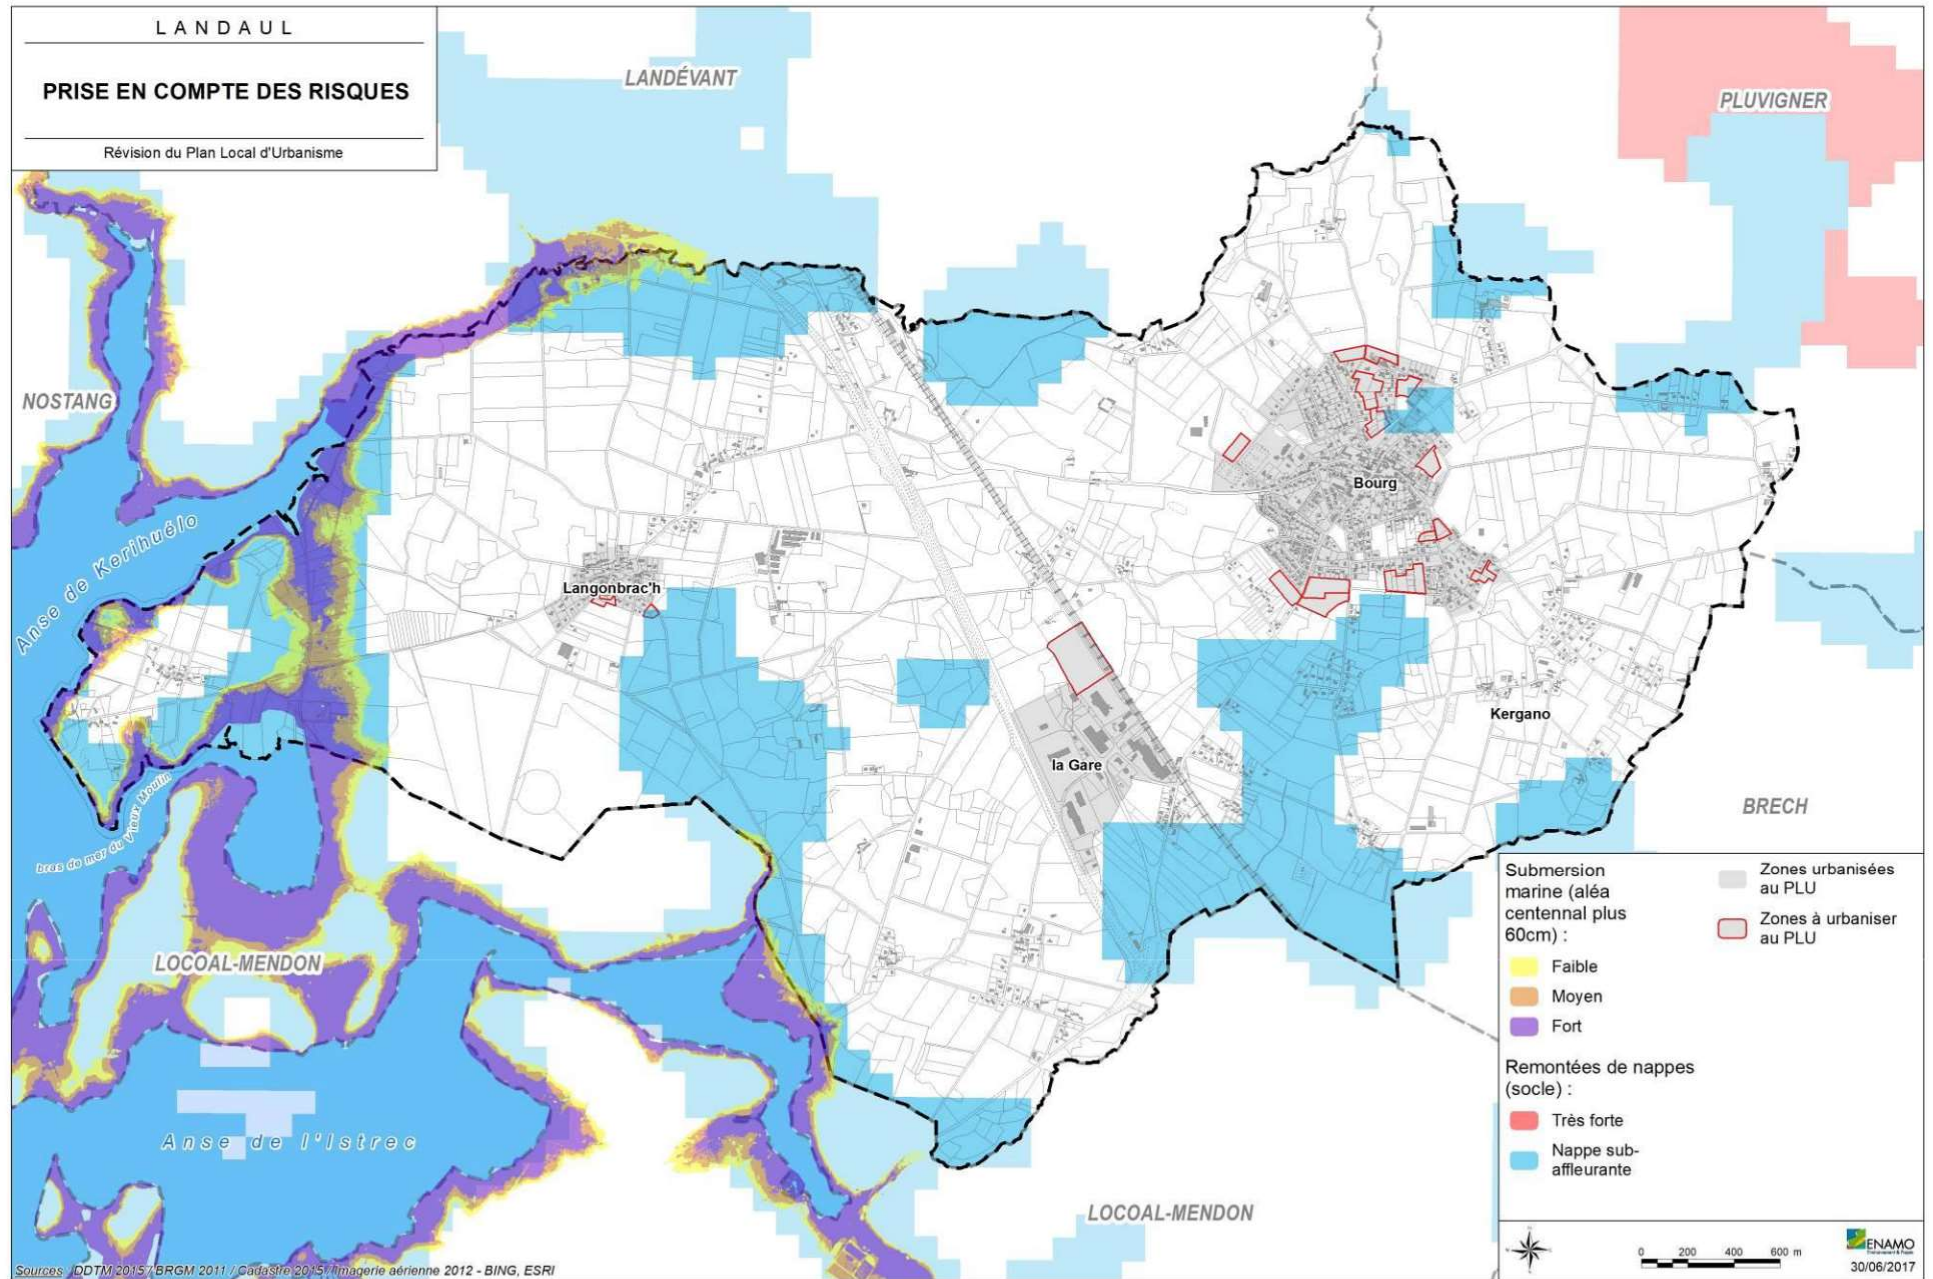 LANDAUL
PRISE EN COMPTE DES RISQUES
Révision du Plan Local d'Urbanisme
LANDÉVANT
PLUVIGNER
NOSTANG
Anse de Kerihuélo
Bourg
Langonbrac'h
Kergano
la Gare
bras de mer du Vieux Moulin
BRECH
LOCOAL-MENDON
Anse de l'Istrec
LOCOAL-MENDON
Submersion
marine (aléa
centennal plus
60cm) :
Faible
Moyen
Fort
Remontées de nappes
(socle) :
Très forte
Nappe sub-
affleurante
Zones urbanisées
au PLU
Zones à urbaniser
au PLU
0 200 400 600 m
ENAMO
30/06/2017
Sources : DDTM 2015 / BRGM 2011 / Cadastre 2015 / Imagerie aérienne 2012 - BING, ESRI